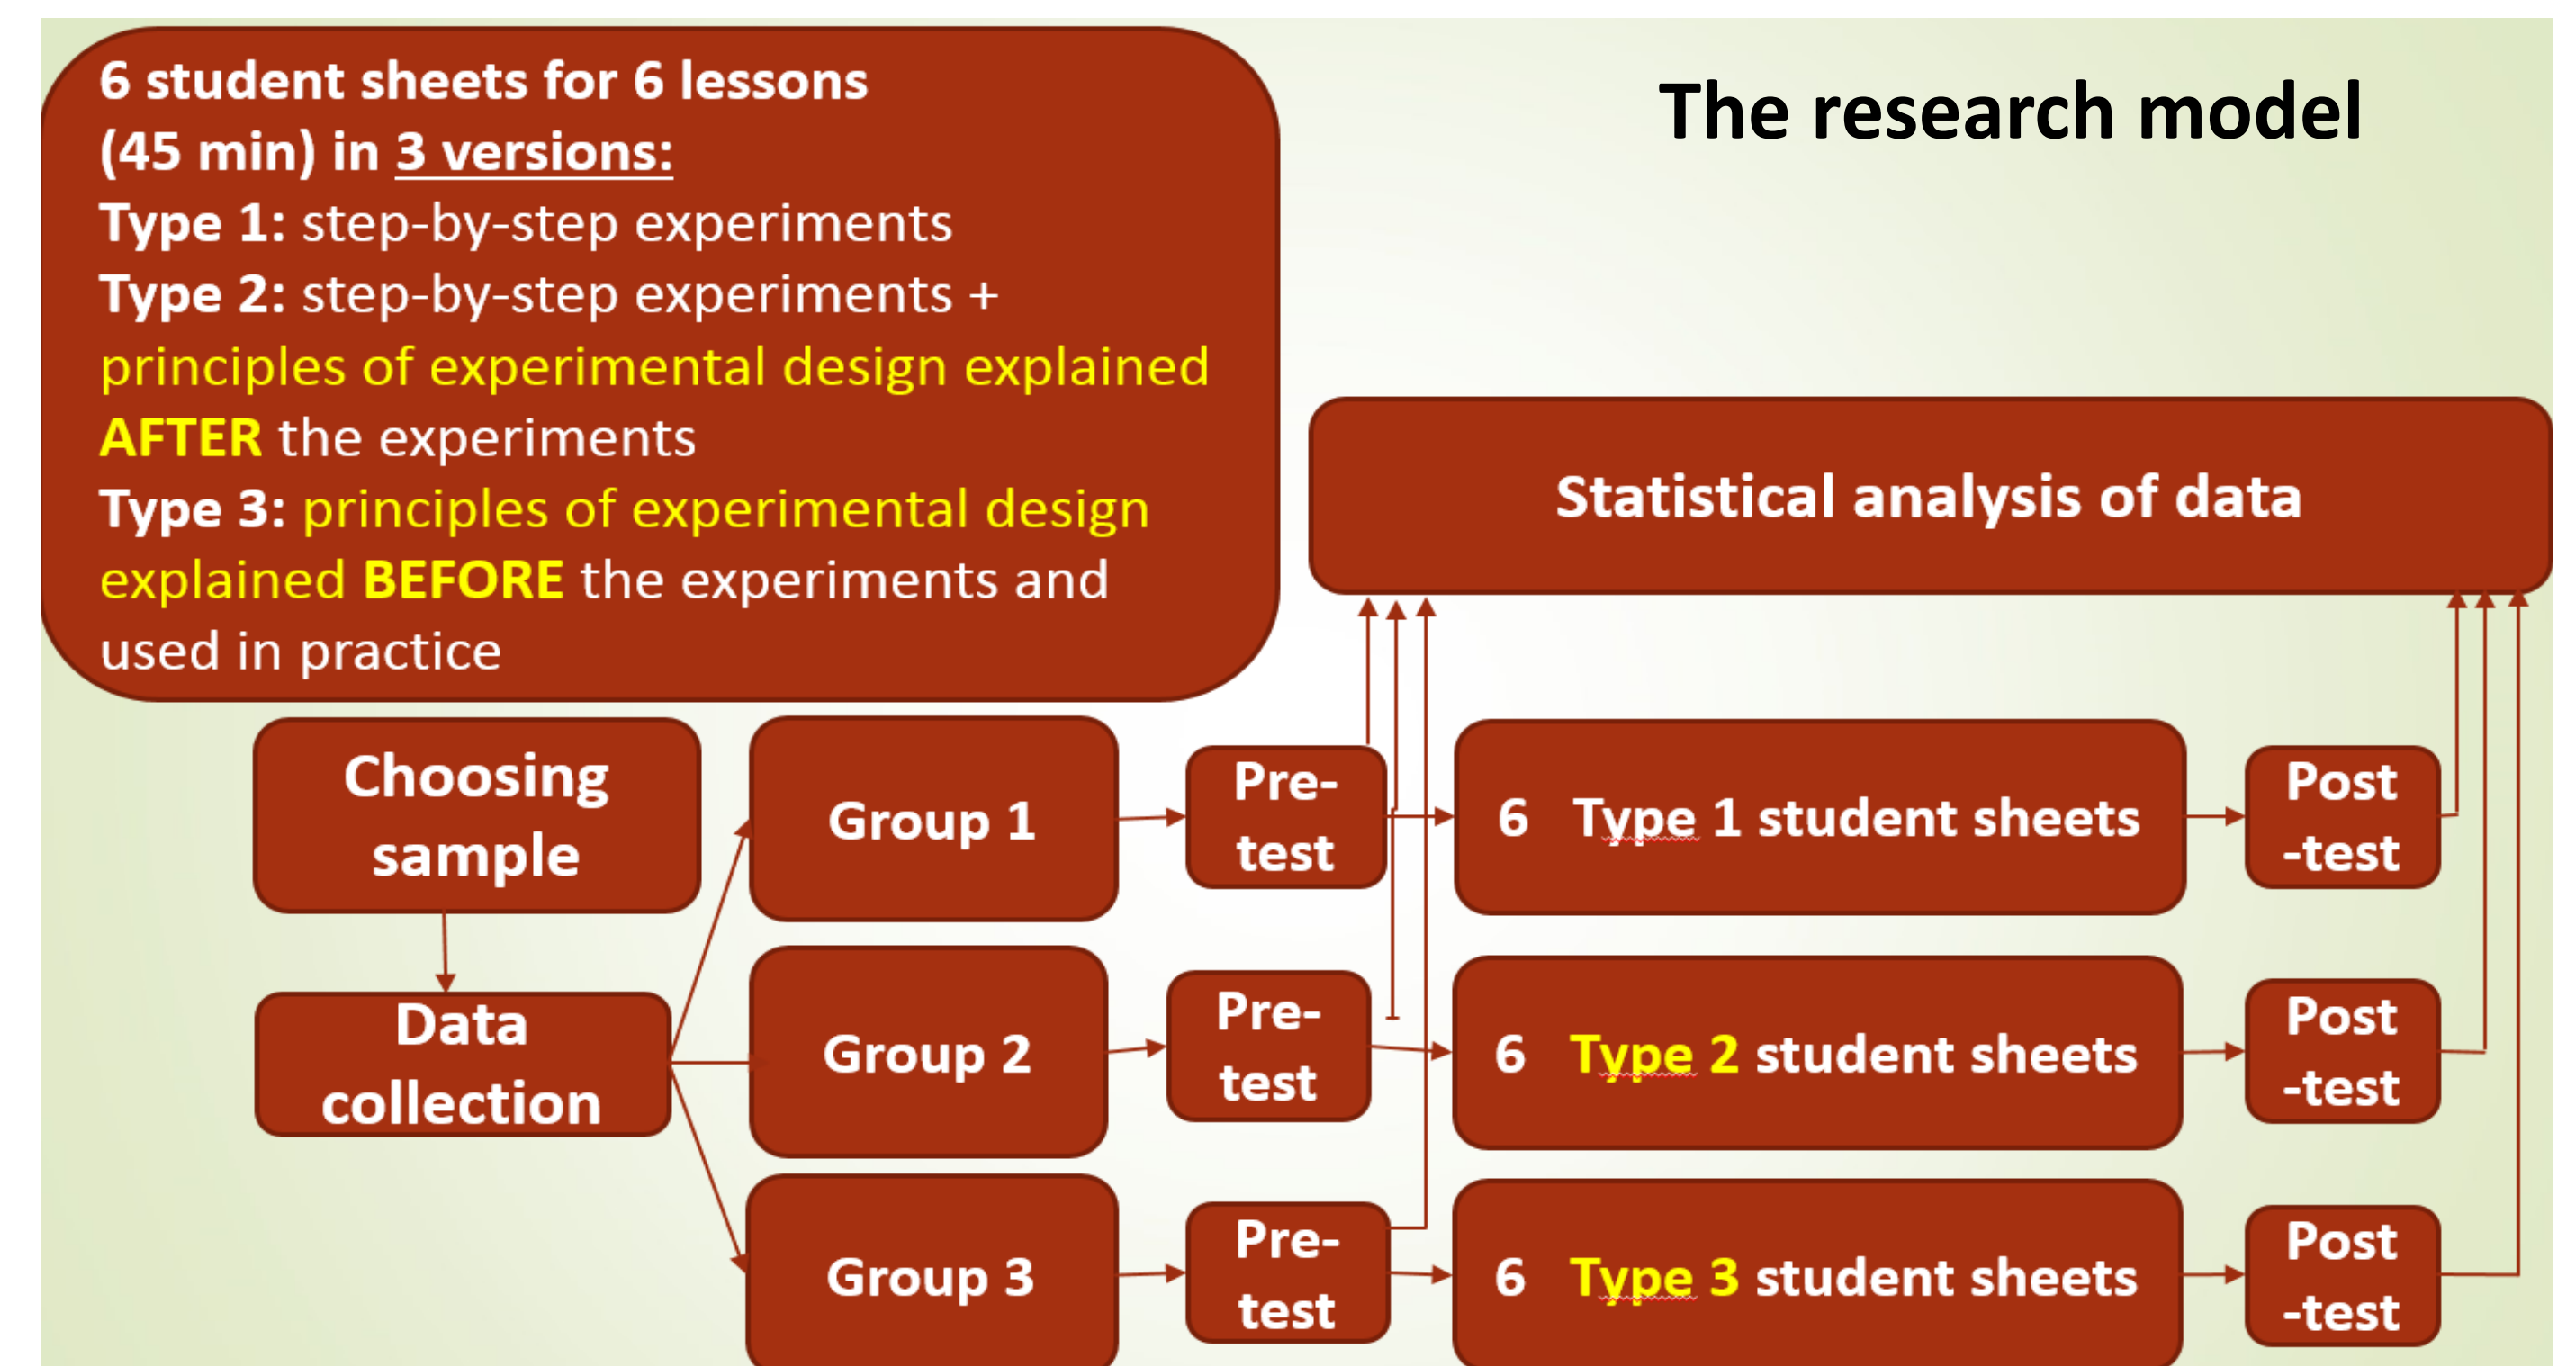 6 student sheets for 6 lessons
(45 min) in 3 versions:
Type 1: step-by-step experiments
Type 2: step-by-step experiments +
principles of experimental design explained
AFTER the experiments
Type 3: principles of experimental design
explained BEFORE the experiments and
used in practice
The research model
Statistical analysis of data
Choosing
sample
Data
collection
Group 1
Pre-
test
6 Type 1 student sheets
Post
-test
Group 2
Pre-
test
6 Type 2 student sheets
Post
-test
Group 3
Pre-
test
6 Type 3 student sheets
Post
-test